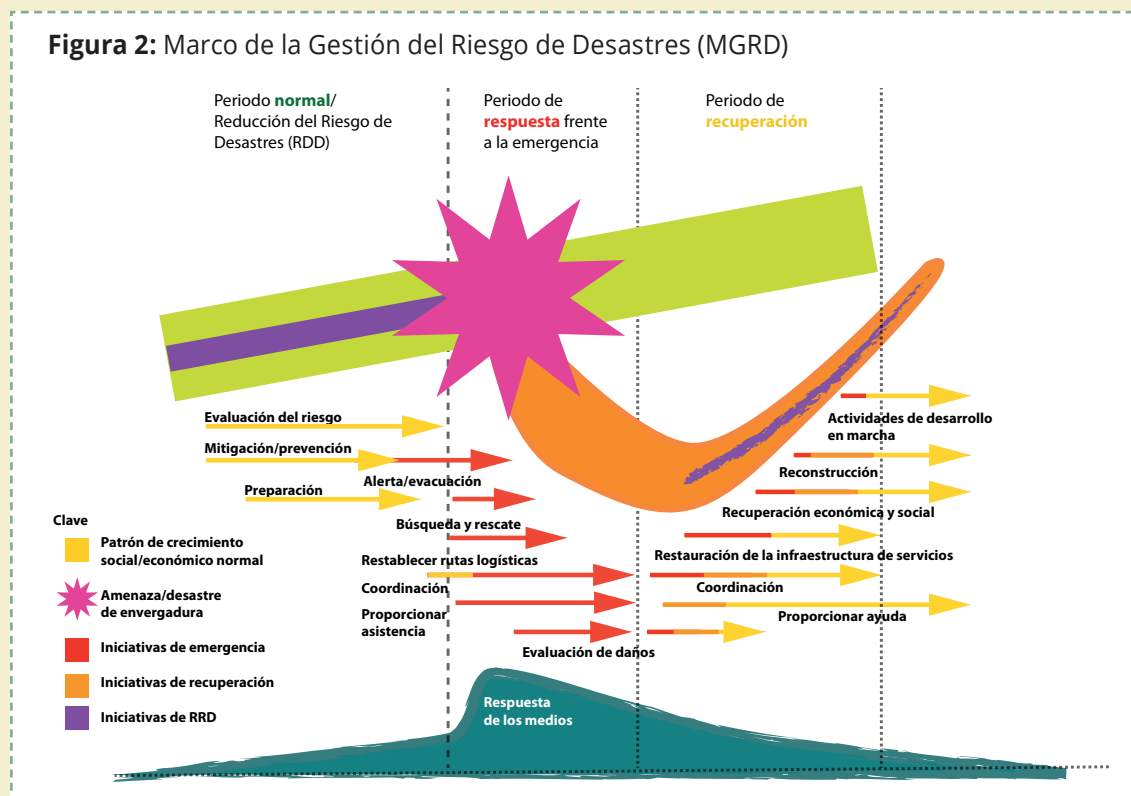 Figura 2: Marco de la Gestión del Riesgo de Desastres (MGRD)
Periodo normal/
Reducción del Riesgo de
Desastres (RDD)
Periodo de
respuesta frente
a la emergencia
Periodo de
recuperación
Evaluación del riesgo
Mitigación/prevención
Alerta/evacuación
Preparación
Búsqueda y rescate
Restablecer rutas logísticas
Coordinación
Proporcionar
asistencia
Evaluación de daños
Actividades de desarrollo
en marcha
Reconstrucción
Recuperación económica y social
Restauración de la infraestructura de servicios
Coordinación
Proporcionar ayuda
Clave
Patrón de crecimiento
social/económico normal
Amenaza/desastre
de envergadura
Iniciativas de emergencia
Iniciativas de recuperación
Iniciativas de RRD
Respuesta
de los medios